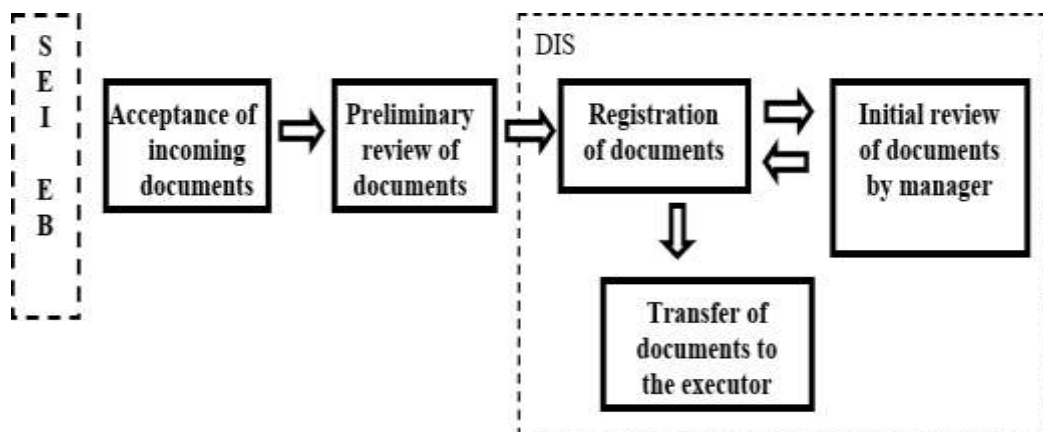 S
E
I
E
B
Acceptance of
incoming
documents
Preliminary
review of
documents
DIS
Registration
of documents
Initial review
of documents
by manager
Transfer of
documents to
the executor